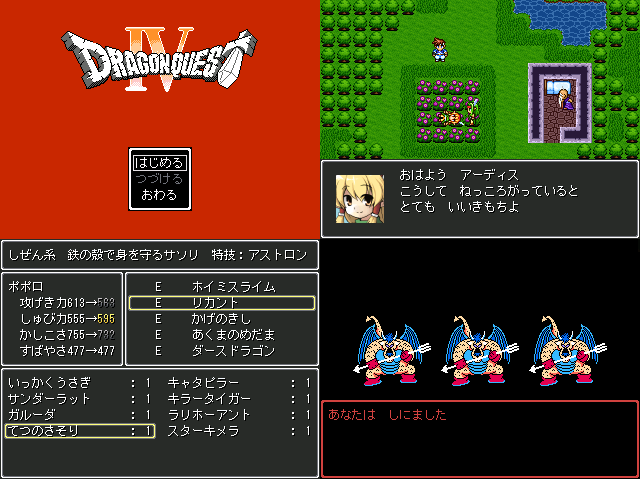 DRAGON QUEST
IV
はじめる
つづける
おわる
おはよう アーディス
こうして ねっころがっていると
とても いいきもちよ
しぜん系 鉄の殻で身を守るサソリ 特技:アストロン
ポポロ
攻げき力613→563
しゅび力555→595
かしこさ755→732
すばやさ477→477
E ホイミスライム
E リカント
E かげのきし
E あくまのめだま
E ダースドラゴン
いっかくうさぎ : 1 キャタピラー : 1
サンダーラット : 1 キラータイガー : 1
ガルーダ : 1 ラリホーアント : 1
てつのさそり : 1 スターキメラ : 1
あなたは しにました